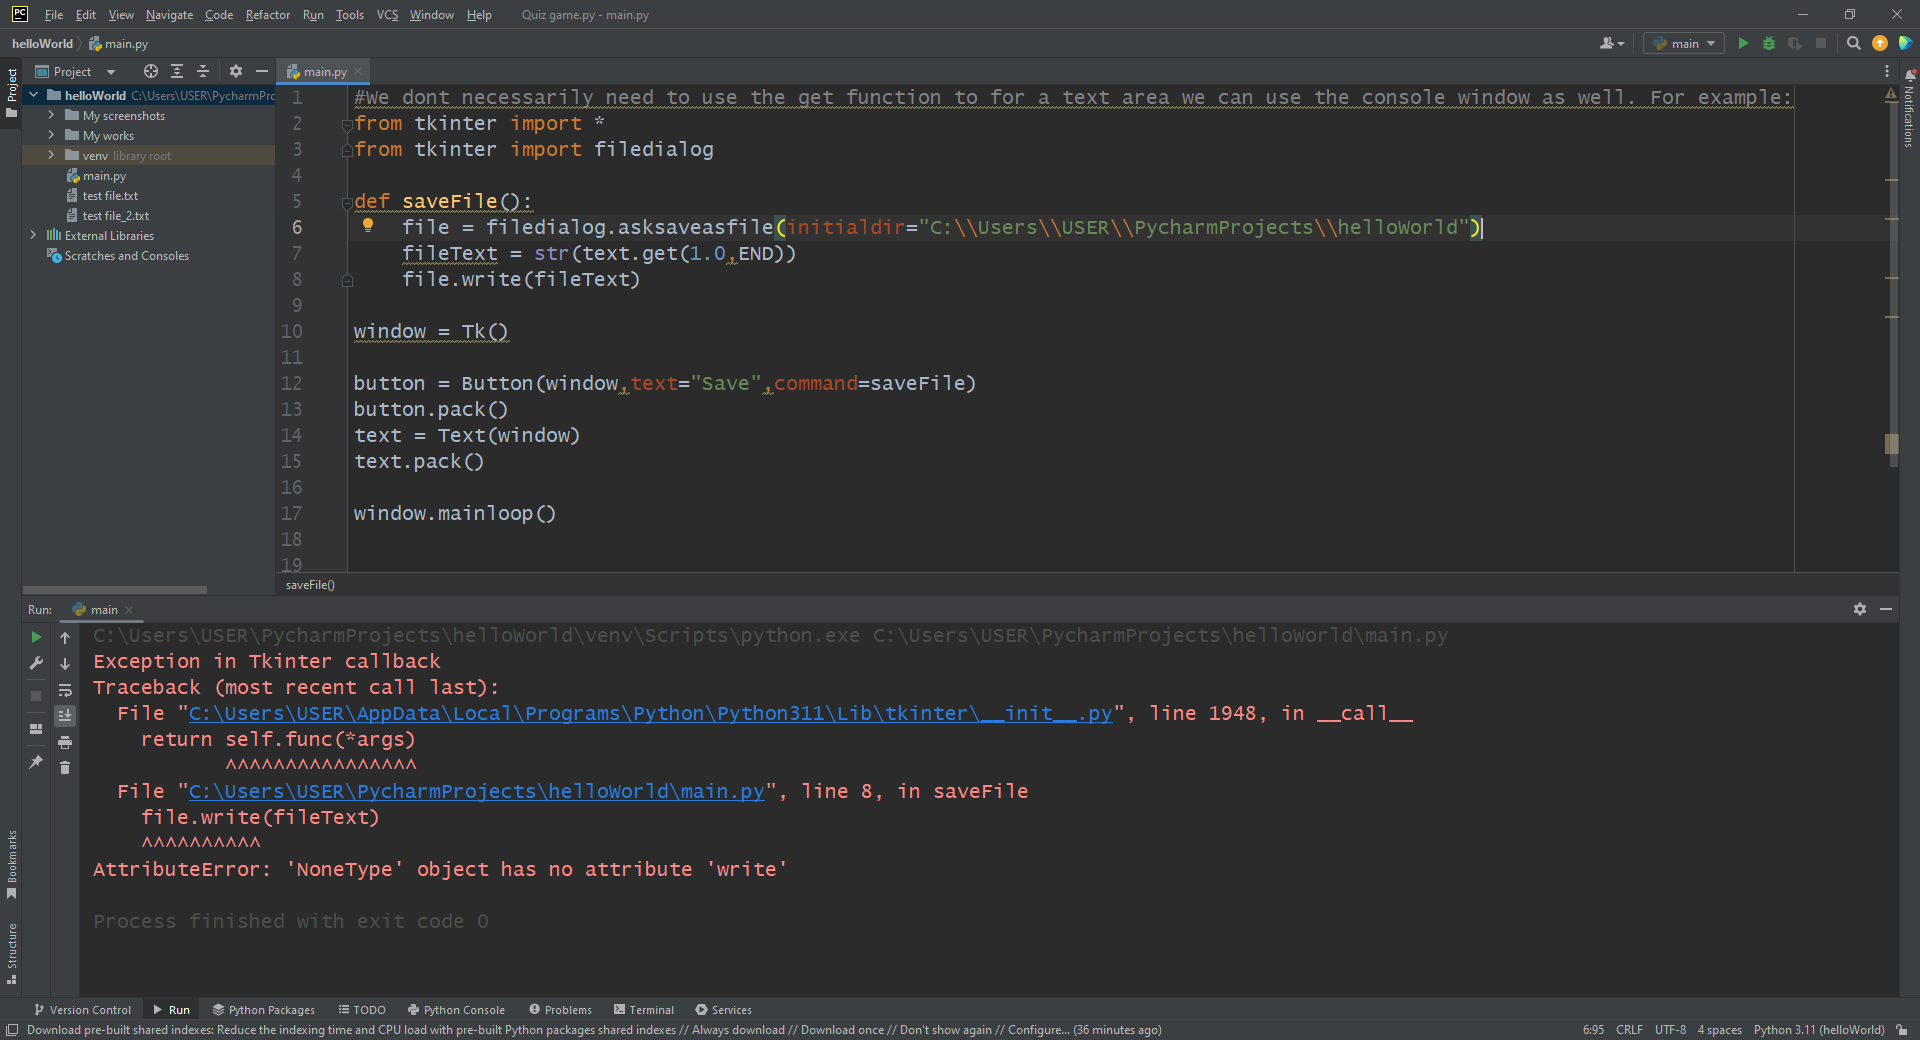 File Edit View Navigate Code Refactor Run Tools VCS Window Help Quiz game.py - main.py
helloWorld main.py
main
Project
main.py
helloWorld C:\Users\USER\PycharmPrc
My screenshots
My works
venv library root
main.py
test file.txt
test file_2.txt
External Libraries
Scratches and Consoles
Project
Notifications
1 #We dont necessarily need to use the get function to for a text area we can use the console window as well. For example:
2 from tkinter import *
3 from tkinter import filedialog
4
5 def saveFile():
6 file = filedialog.asksaveasfile(initialdir="C:\\Users\\USER\\PycharmProjects\\helloWorld")
7 fileText = str(text.get(1.0,END))
8 file.write(fileText)
9
10 window = Tk()
11
12 button = Button(window,text="Save",command=saveFile)
13 button.pack()
14 text = Text(window)
15 text.pack()
16
17 window.mainloop()
18
19
saveFile()
Run: main
C:\Users\USER\PycharmProjects\helloWorld\venv\Scripts\python.exe C:\Users\USER\PycharmProjects\helloWorld\main.py
Exception in Tkinter callback
Traceback (most recent call last):
File "C:\Users\USER\AppData\Local\Programs\Python\Python311\Lib\tkinter\__init__.py", line 1948, in __call__
return self.func(*args)
^^^^^^^^^^^^^^^^
File "C:\Users\USER\PycharmProjects\helloWorld\main.py", line 8, in saveFile
file.write(fileText)
^^^^^^^^^^
AttributeError: 'NoneType' object has no attribute 'write'
Process finished with exit code 0
Bookmarks
Structure
Version Control Run Python Packages TODO Python Console Problems Terminal Services
Download pre-built shared indexes: Reduce the indexing time and CPU load with pre-built Python packages shared indexes // Always download // Download once // Don't show again // Configure... (36 minutes ago) 6:95 CRLF UTF-8 4 spaces Python 3.11 (helloWorld)